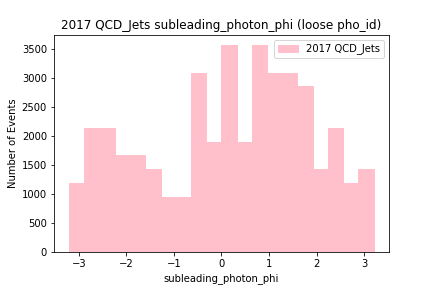 2017 QCD_Jets subleading_photon_phi (loose pho_id)
2017 QCD_Jets
Number of Events
3500
3000
2500
2000
1500
1000
500
0
−3 −2 −1 0 1 2 3
subleading_photon_phi